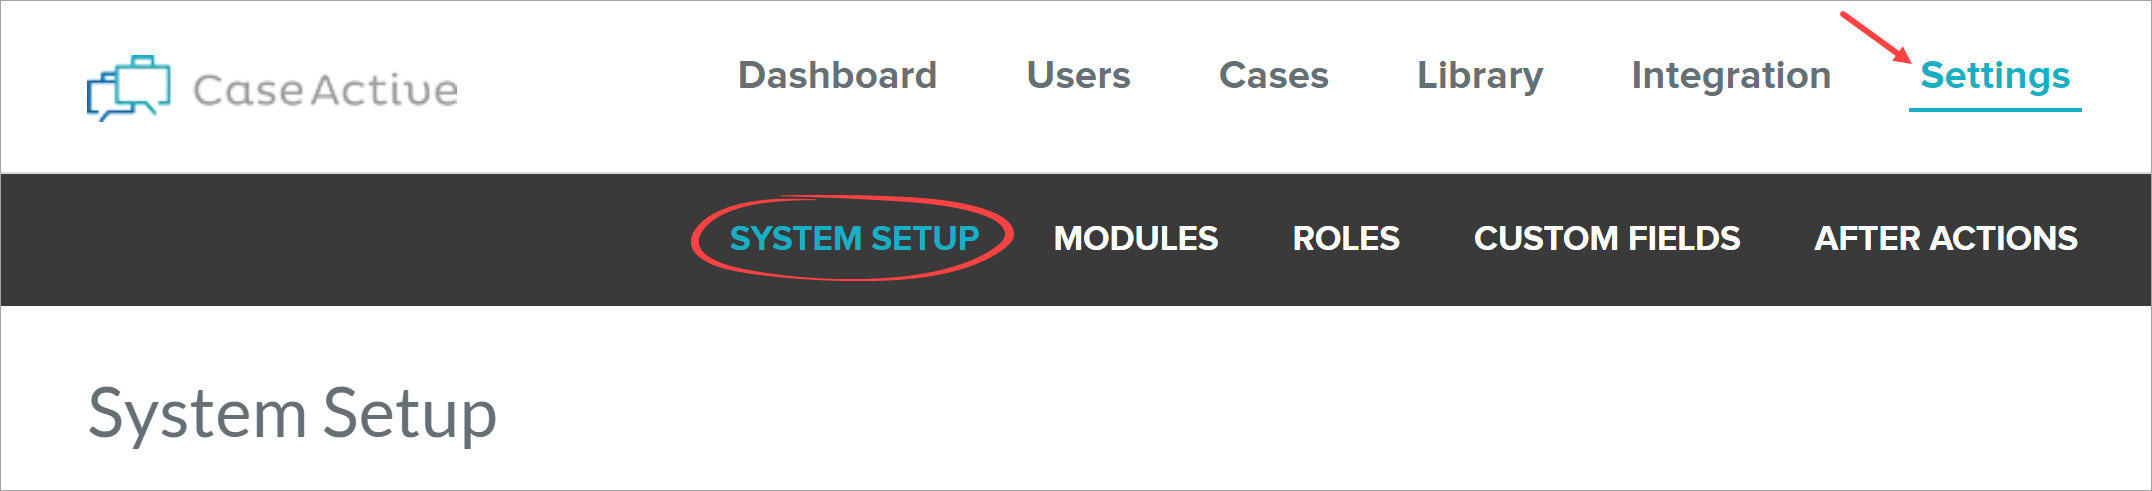 CaseActive
Dashboard Users Cases Library Integration Settings
SYSTEM SETUP MODULES ROLES CUSTOM FIELDS AFTER ACTIONS
System Setup